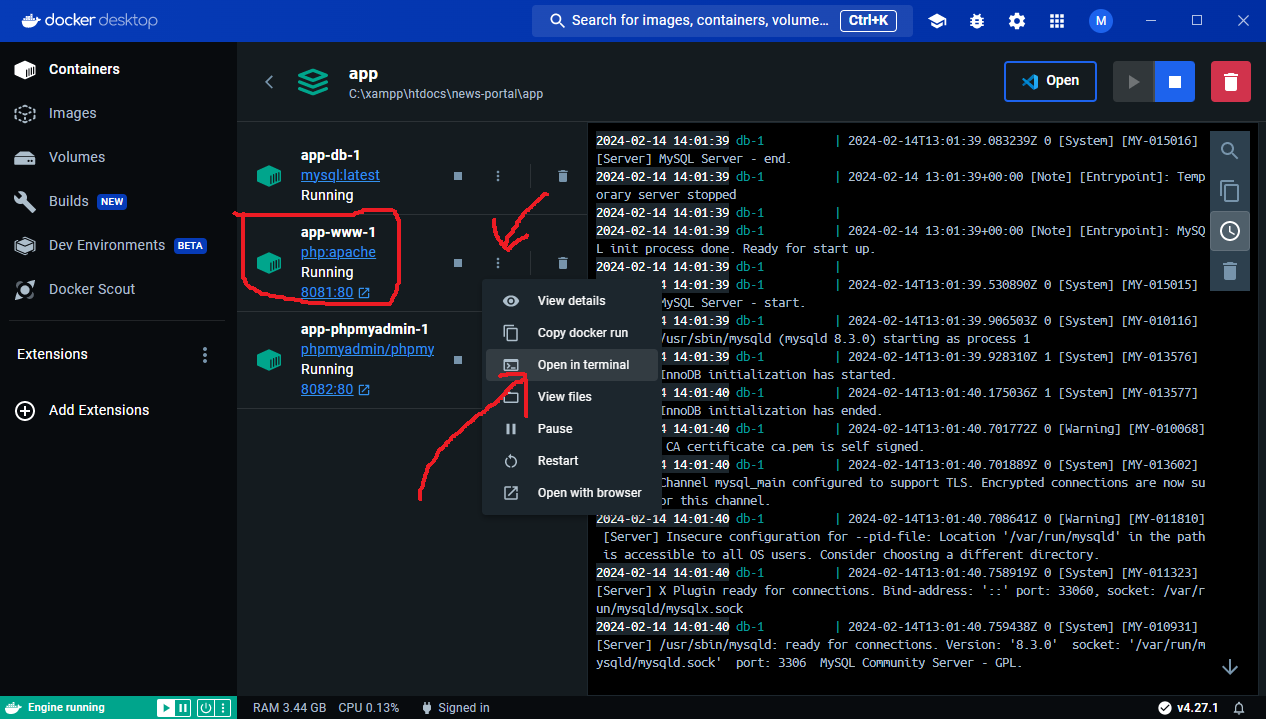 docker desktop
Search for images, containers, volume... Ctrl+K
M
Containers
Images
Volumes
Builds NEW
Dev Environments BETA
Docker Scout
Extensions
Add Extensions
app
C:\xampp\htdocs\news-portal\app
Open
app-db-1
mysql:latest
Running
app-www-1
php:apache
Running
8081:80
app-phpmyadmin-1
phpmyadmin/phpmy
Running
8082:80
View details
Copy docker run
Open in terminal
View files
Pause
Restart
Open with browser
2024-02-14 14:01:39 db-1 | 2024-02-14T13:01:39.083239Z 0 [System] [MY-015016]
[Server] MySQL Server - end.
2024-02-14 14:01:39 db-1 | 2024-02-14 13:01:39+00:00 [Note] [Entrypoint]: Temp
orary server stopped
2024-02-14 14:01:39 db-1 |
2024-02-14 14:01:39 db-1 | 2024-02-14 13:01:39+00:00 [Note] [Entrypoint]: MySQ
L init process done. Ready for start up.
2024-02-14 14:01:39 db-1 |
4 14:01:39 db-1 | 2024-02-14T13:01:39.530890Z 0 [System] [MY-015015]
MySQL Server - start.
4 14:01:39 db-1 | 2024-02-14T13:01:39.906503Z 0 [System] [MY-010116]
/usr/sbin/mysqld (mysqld 8.3.0) starting as process 1
4 14:01:39 db-1 | 2024-02-14T13:01:39.928310Z 1 [System] [MY-013576]
InnoDB initialization has started.
4 14:01:40 db-1 | 2024-02-14T13:01:40.175036Z 1 [System] [MY-013577]
InnoDB initialization has ended.
4 14:01:40 db-1 | 2024-02-14T13:01:40.701772Z 0 [Warning] [MY-010068]
CA certificate ca.pem is self signed.
4 14:01:40 db-1 | 2024-02-14T13:01:40.701889Z 0 [System] [MY-013602]
Channel mysql_main configured to support TLS. Encrypted connections are now su
or this channel.
2024-02-14 14:01:40 db-1 | 2024-02-14T13:01:40.708641Z 0 [Warning] [MY-011810]
[Server] Insecure configuration for --pid-file: Location '/var/run/mysqld' in the path
is accessible to all OS users. Consider choosing a different directory.
2024-02-14 14:01:40 db-1 | 2024-02-14T13:01:40.758919Z 0 [System] [MY-011323]
[Server] X Plugin ready for connections. Bind-address: '::' port: 33060, socket: /var/r
un/mysqld/mysqlx.sock
2024-02-14 14:01:40 db-1 | 2024-02-14T13:01:40.759438Z 0 [System] [MY-010931]
[Server] /usr/sbin/mysqld: ready for connections. Version: '8.3.0' socket: '/var/run/m
ysqld/mysqld.sock' port: 3306 MySQL Community Server - GPL.
Engine running
RAM 3.44 GB CPU 0.13% Signed in
v4.27.1